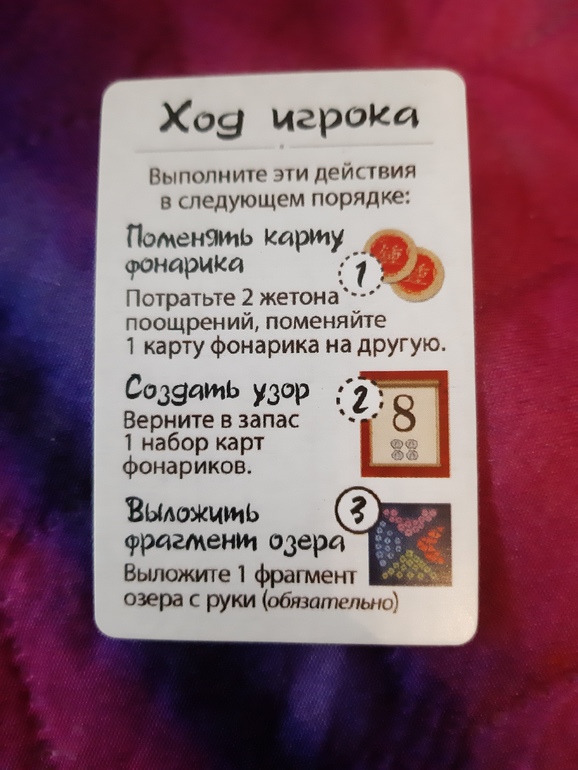 Ход игрока
Выполните эти действия
в следующем порядке:
Поменять карту
фонарика
1
Потратьте 2 жетона
поощрений, поменяйте
1 карту фонарика на другую.
Создать узор
2
8
Верните в запас
1 набор карт
фонариков.
Выложить
3
фрагмент озера
Выложите 1 фрагмент
озера с руки (обязательно)